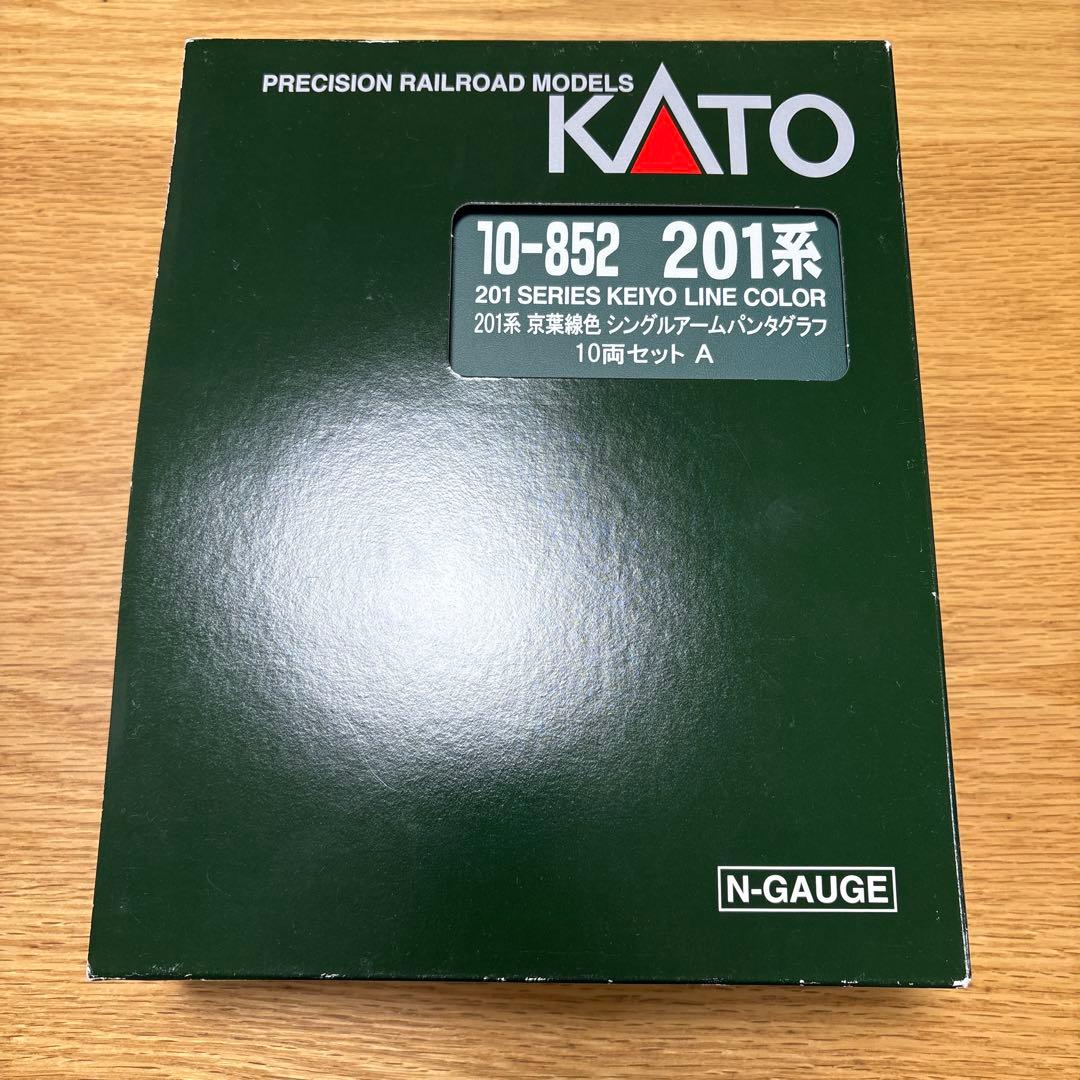 PRECISION RAILROAD MODELS
KATO
10-852 201系
201 SERIES KEIYO LINE COLOR
201系 京葉線色 シングルアームパンタグラフ
10両セット A
N-GAUGE